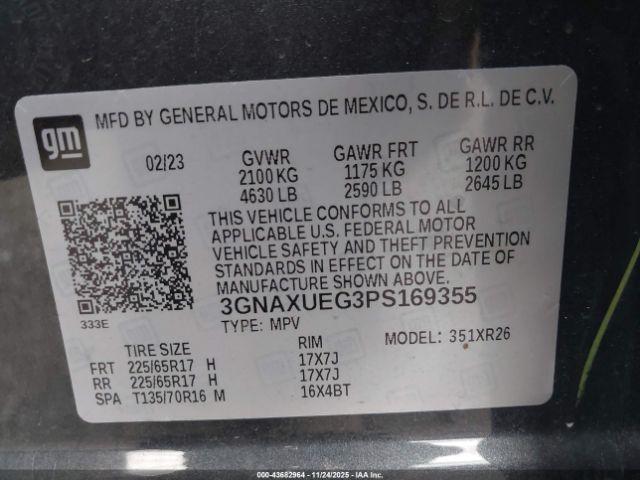 gm
MFD BY GENERAL MOTORS DE MEXICO, S. DE R.L. DE C.V.
02/23 GVWR GAWR FRT GAWR RR
2100 KG 1175 KG 1200 KG
4630 LB 2590 LB 2645 LB
THIS VEHICLE CONFORMS TO ALL
APPLICABLE U.S. FEDERAL MOTOR
VEHICLE SAFETY AND THEFT PREVENTION
STANDARDS IN EFFECT ON THE DATE OF
MANUFACTURE SHOWN ABOVE.
333E
3GNAXUEG3PS169355
TYPE: MPV MODEL: 351XR26
TIRE SIZE RIM
FRT 225/65R17 H 17X7J
RR 225/65R17 H 17X7J
SPA T135/70R16 M 16X4BT
000-43682964 - 11/24/2025 - IAA Inc.